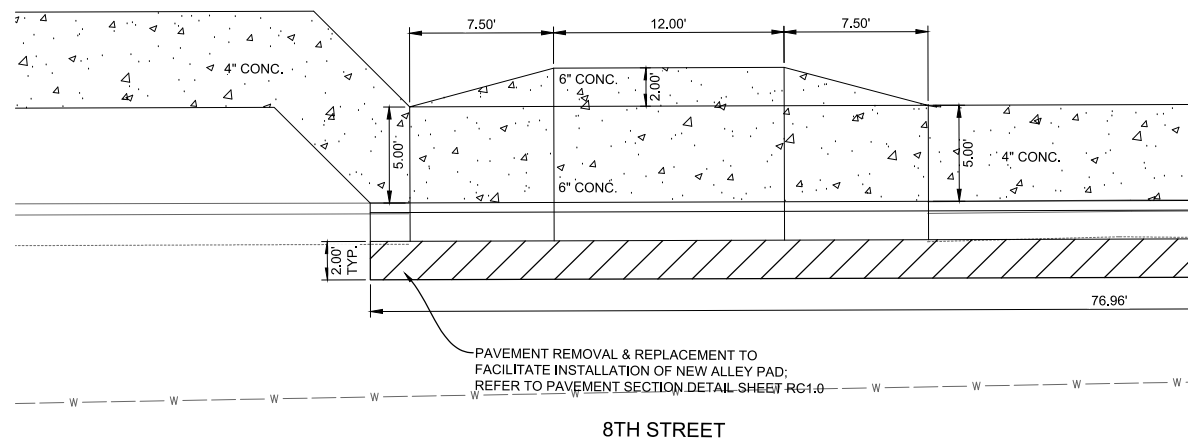 7.50'
12.00'
7.50'
4" CONC.
6" CONC.
2.00'
5.00'
5.00'
4" CONC.
6" CONC.
2.00'
TYP.
76.96'
PAVEMENT REMOVAL & REPLACEMENT TO
FACILITATE INSTALLATION OF NEW ALLEY PAD;
REFER TO PAVEMENT SECTION DETAIL SHEET RC1.0
W W W W W W W W W W W W
8TH STREET